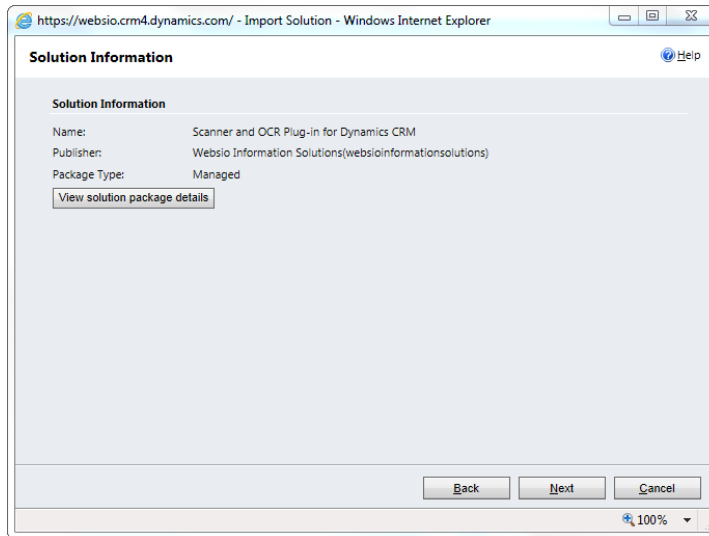 https://websio.crm4.dynamics.com/ - Import Solution - Windows Internet Explorer
Solution Information
Help
Solution Information
Name: Scanner and OCR Plug-in for Dynamics CRM
Publisher: Websio Information Solutions(websioinformationsolutions)
Package Type: Managed
View solution package details
Back Next Cancel
100%